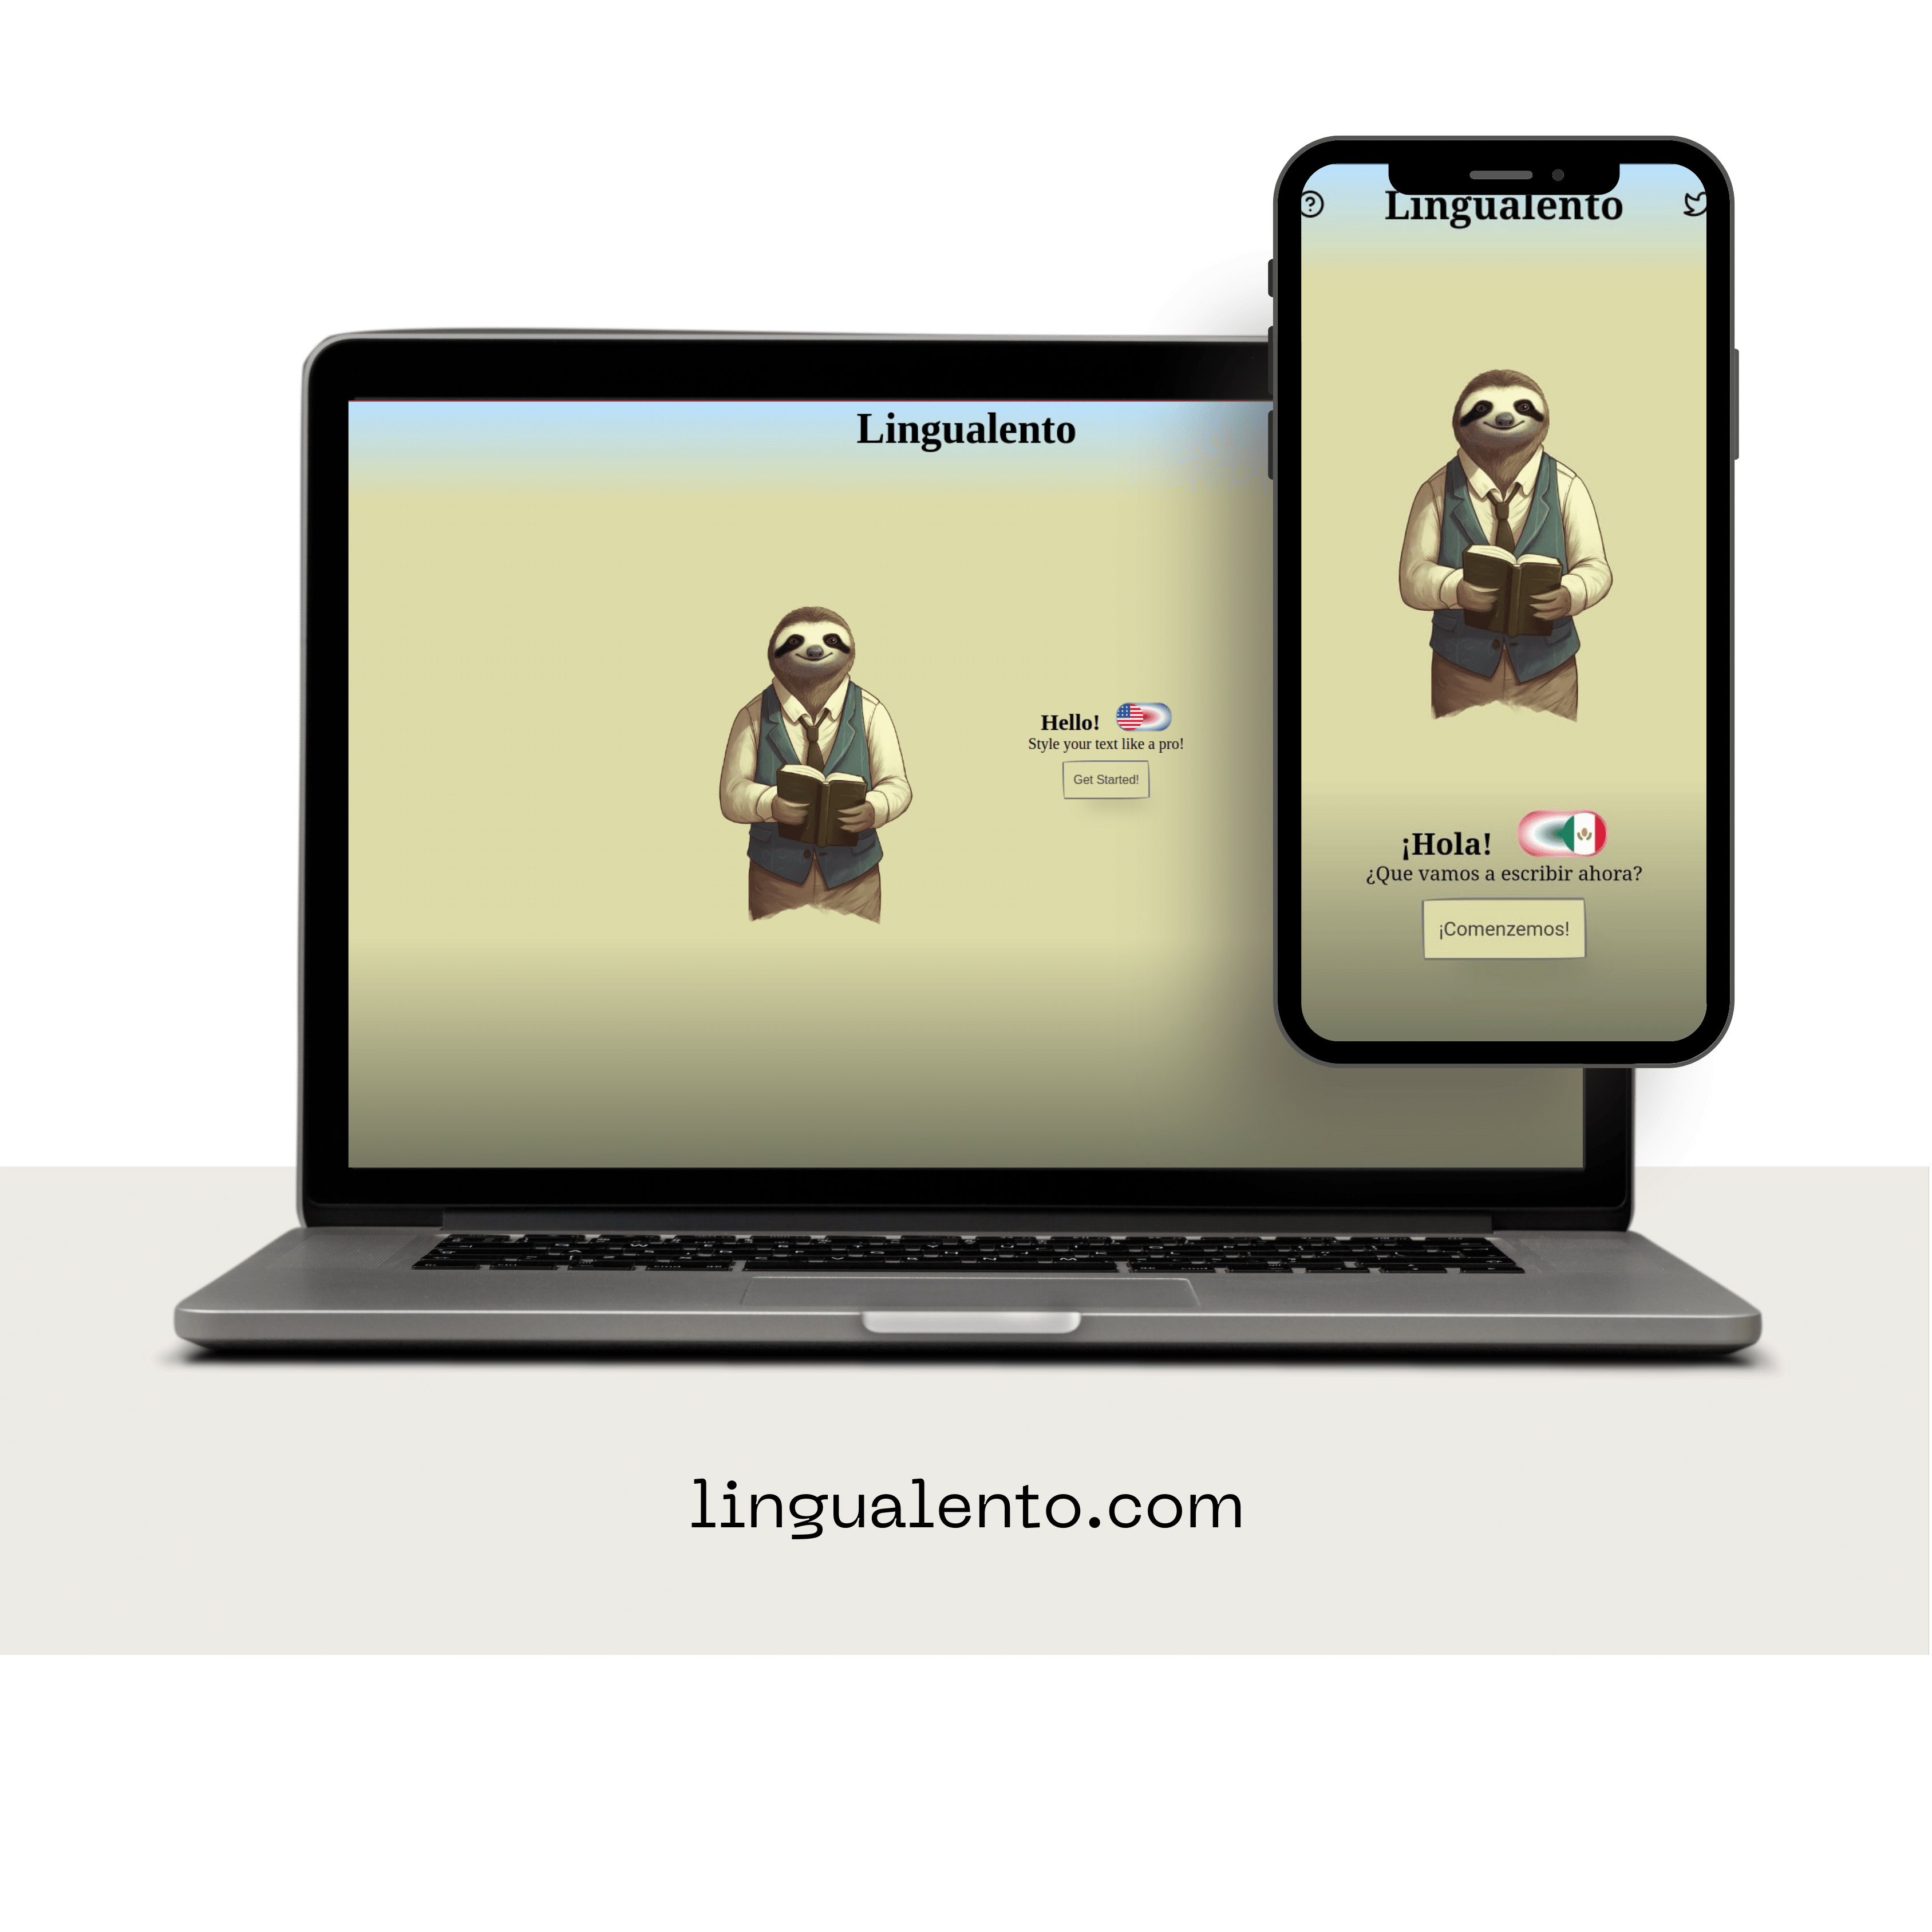 Lingualento
Hello!
Style your text like a pro!
Get Started!
Lingualento
¡Hola!
¿Que vamos a escribir ahora?
¡Comenzemos!
lingualento.com